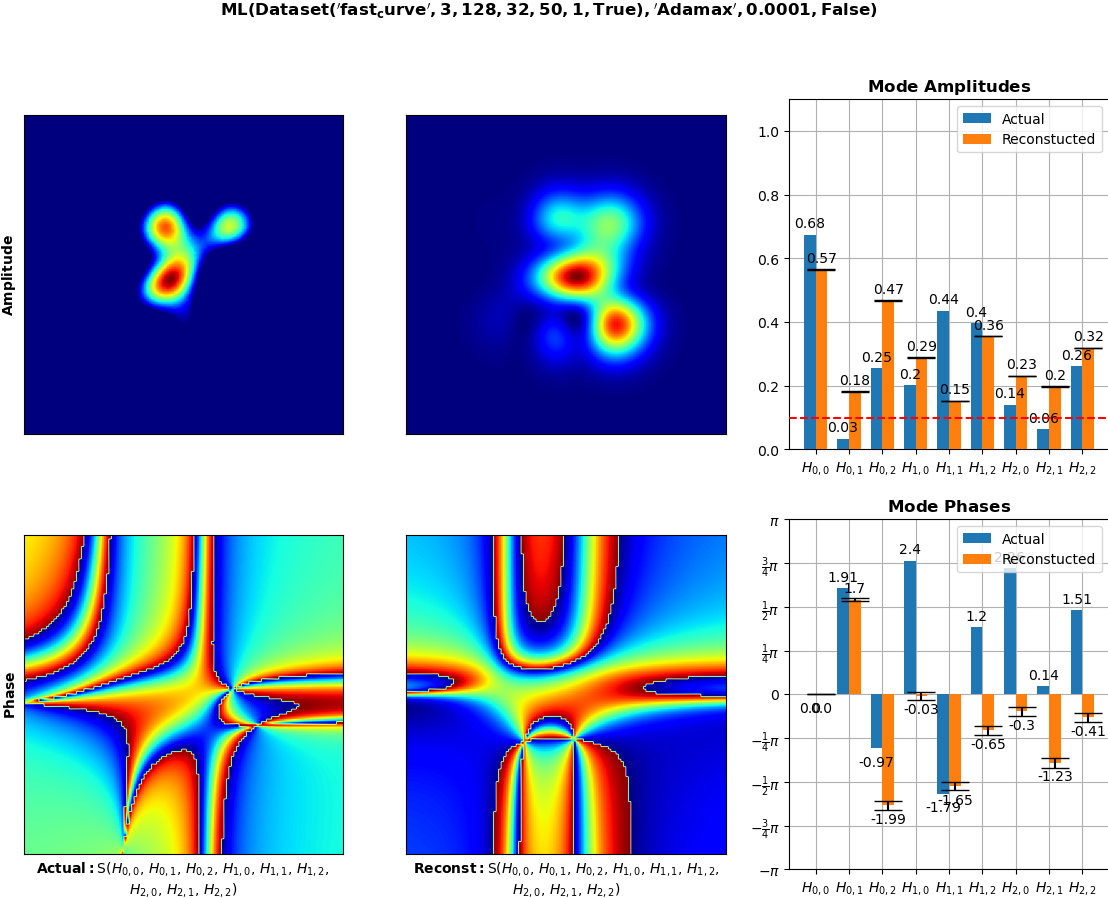 ML(Dataset('fast_curve', 3, 128, 32, 50, 1, True), 'Adamax', 0.0001, False)
Mode Amplitudes
Amplitude
Actual
Reconstucted
1.0
0.8
0.6
0.4
0.2
0.0
0.68
0.57
0.03
0.18
0.25
0.47
0.2
0.29
0.44
0.15
0.4
0.36
0.14
0.23
0.06
0.2
0.26
0.32
H0,0 H0,1 H0,2 H1,0 H1,1 H1,2 H2,0 H2,1 H2,2
Mode Phases
Phase
Actual
Reconstucted
π
3/4π
1/2π
1/4π
0
−1/4π
−1/2π
−3/4π
−π
0.0
0.0
1.91
1.7
-0.97
-1.99
2.4
-0.03
-1.79
-1.65
1.2
-0.65
-0.3
0.14
-1.23
1.51
-0.41
H0,0 H0,1 H0,2 H1,0 H1,1 H1,2 H2,0 H2,1 H2,2
Actual: S(H0,0, H0,1, H0,2, H1,0, H1,1, H1,2,
H2,0, H2,1, H2,2)
Reconst: S(H0,0, H0,1, H0,2, H1,0, H1,1, H1,2,
H2,0, H2,1, H2,2)